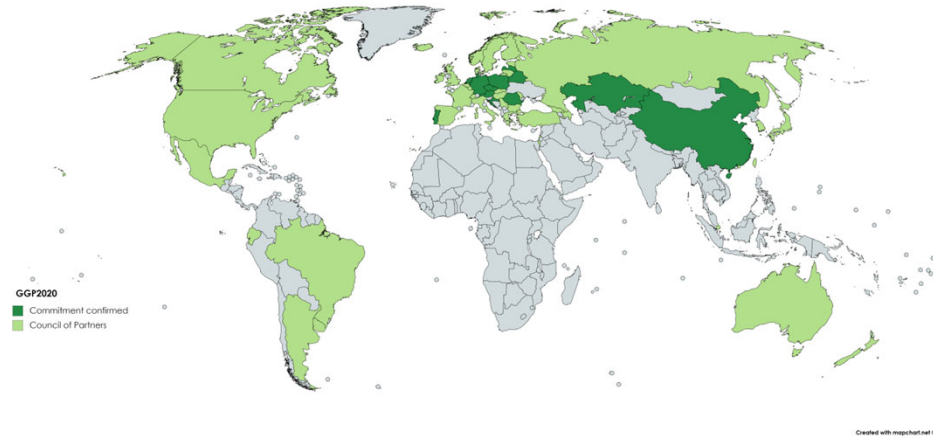 GGP2020
Commitment confirmed
Council of Partners
Created with mapchart.net ©